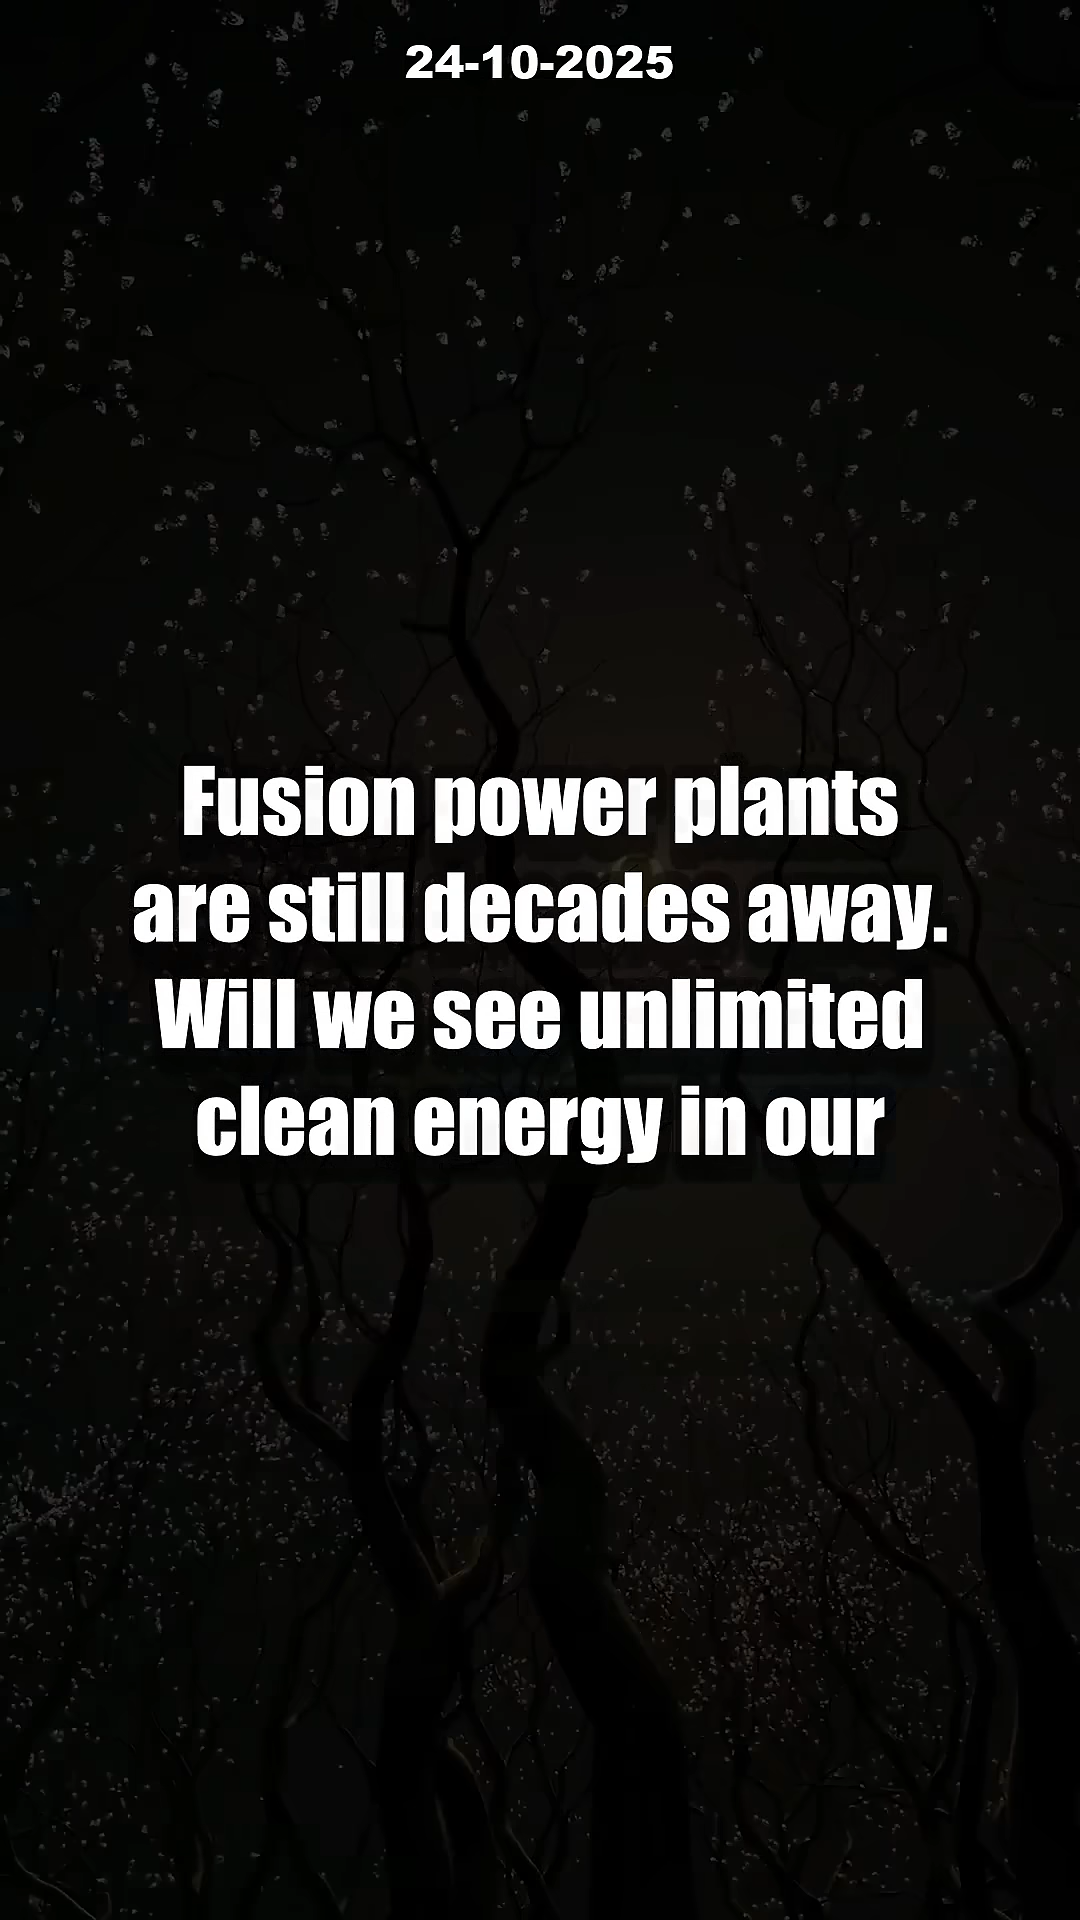 24-10-2025
Fusion power plants
are still decades away.
Will we see unlimited
clean energy in our